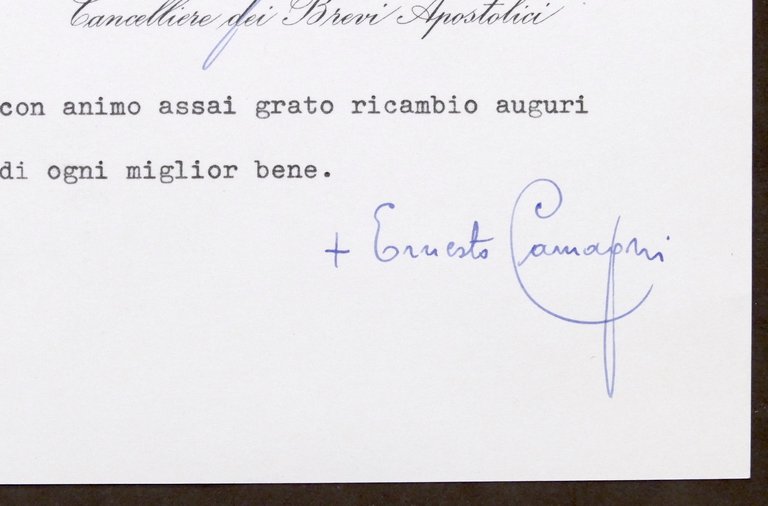 Cancelliere dei Brevi Apostolici
con animo assai grato ricambio auguri
di ogni miglior bene.
+ Ernesto Camagni